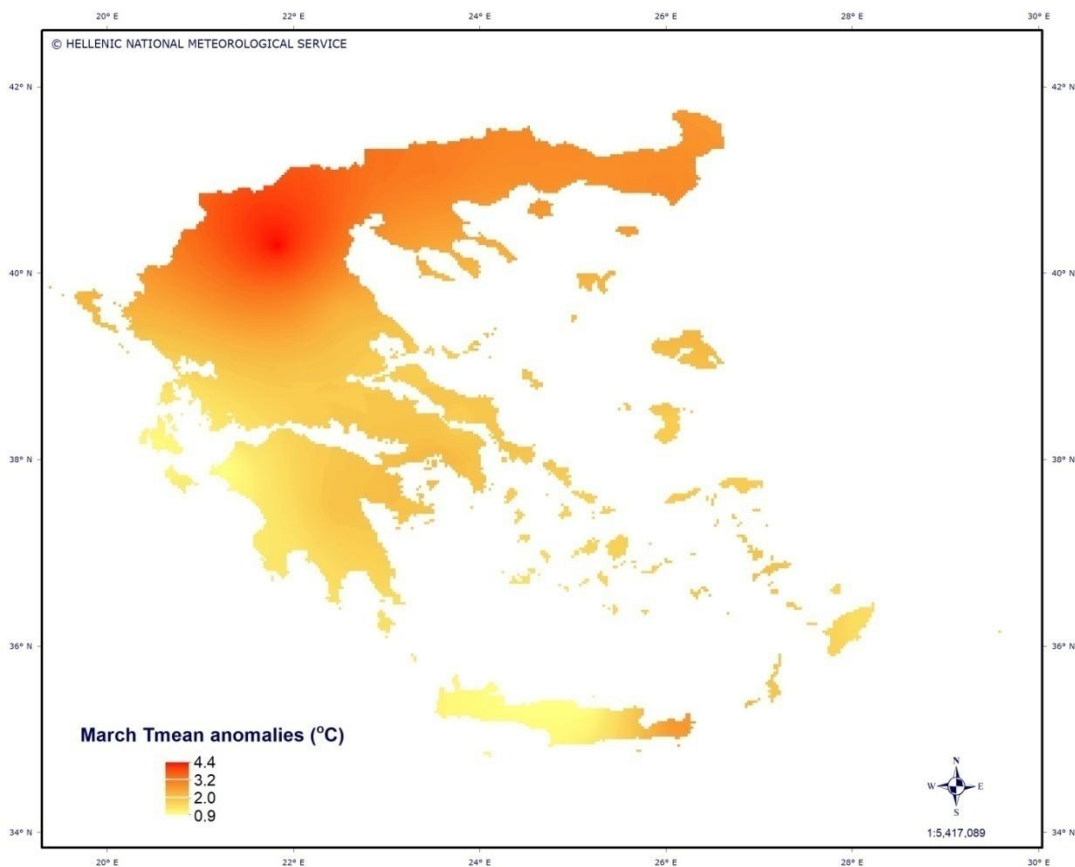 20° E 22° E 24° E 26° E 28° E 30° E
© HELLENIC NATIONAL METEOROLOGICAL SERVICE
42° N 42° N
40° N 40° N
38° N 38° N
36° N 36° N
March Tmean anomalies (°C)
4.4
3.2
2.0
0.9
N
W E
S
1:5,417,089
34° N 34° N
20° E 22° E 24° E 26° E 28° E 30° E